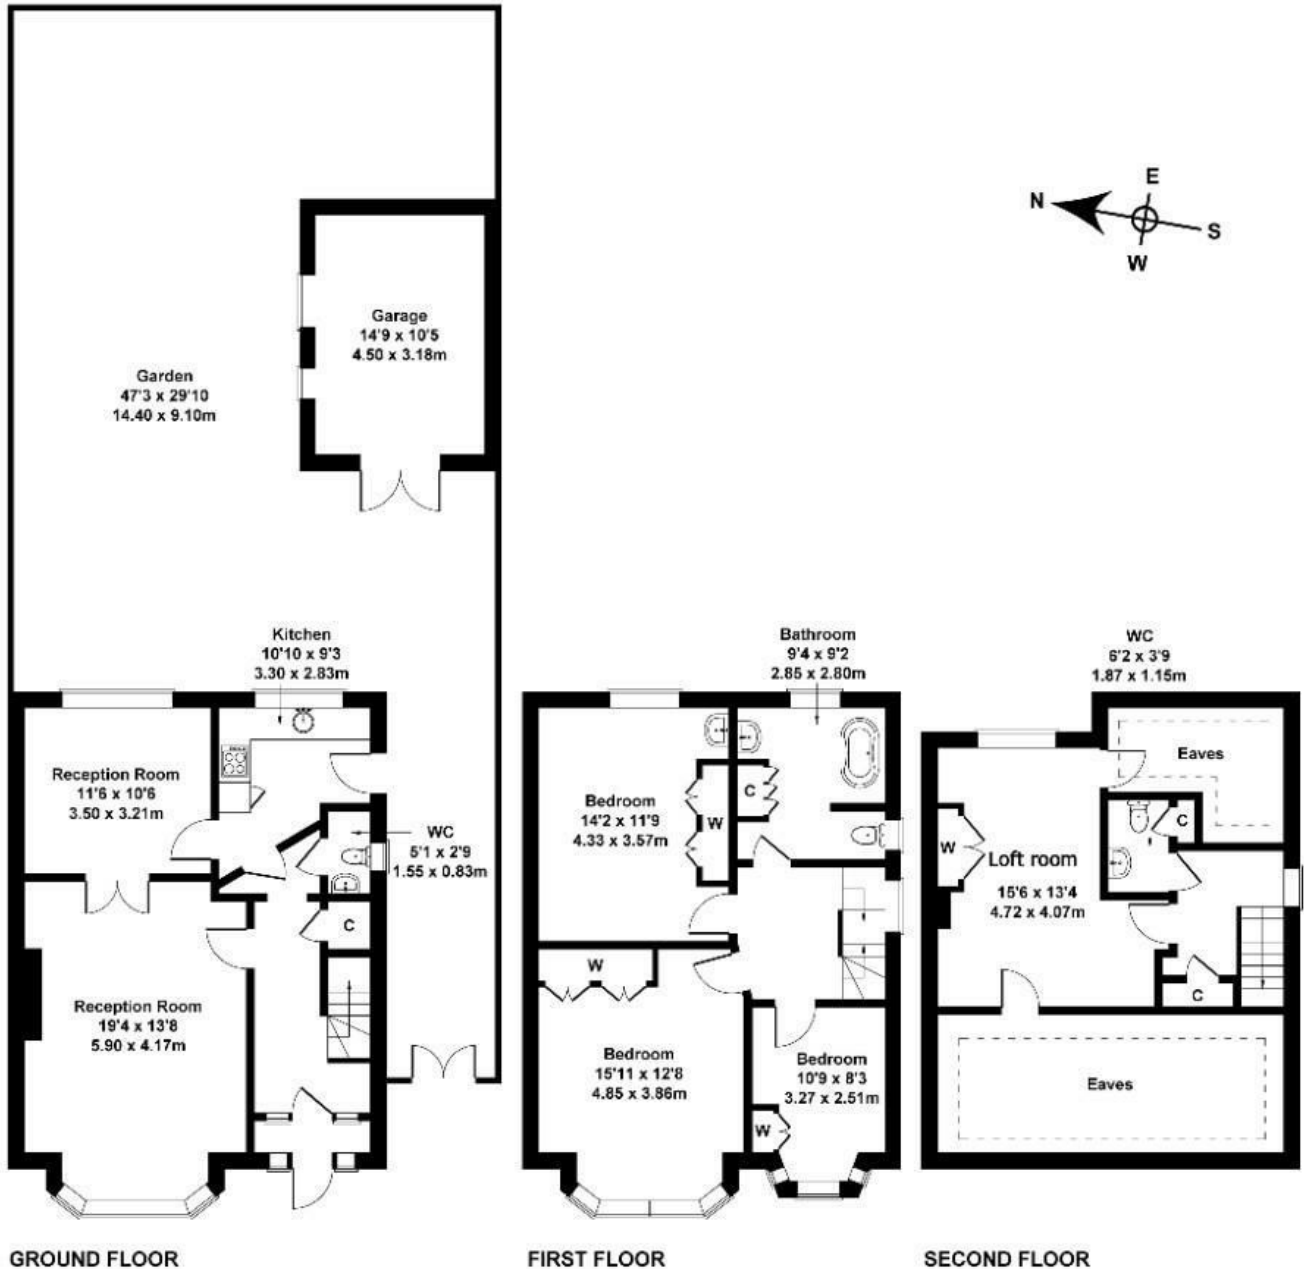 N
E
S
W
Garage
14'9 x 10'5
4.50 x 3.18m
Garden
47'3 x 29'10
14.40 x 9.10m
Kitchen
10'10 x 9'3
3.30 x 2.83m
Reception Room
11'6 x 10'6
3.50 x 3.21m
WC
5'1 x 2'9
1.55 x 0.83m
C
Reception Room
19'4 x 13'8
5.90 x 4.17m
GROUND FLOOR
Bathroom
9'4 x 9'2
2.85 x 2.80m
Bedroom
14'2 x 11'9
4.33 x 3.57m
C
W
W
Bedroom
15'11 x 12'8
4.85 x 3.86m
Bedroom
10'9 x 8'3
3.27 x 2.51m
W
FIRST FLOOR
WC
6'2 x 3'9
1.87 x 1.15m
Eaves
C
W
Loft room
15'6 x 13'4
4.72 x 4.07m
C
Eaves
SECOND FLOOR